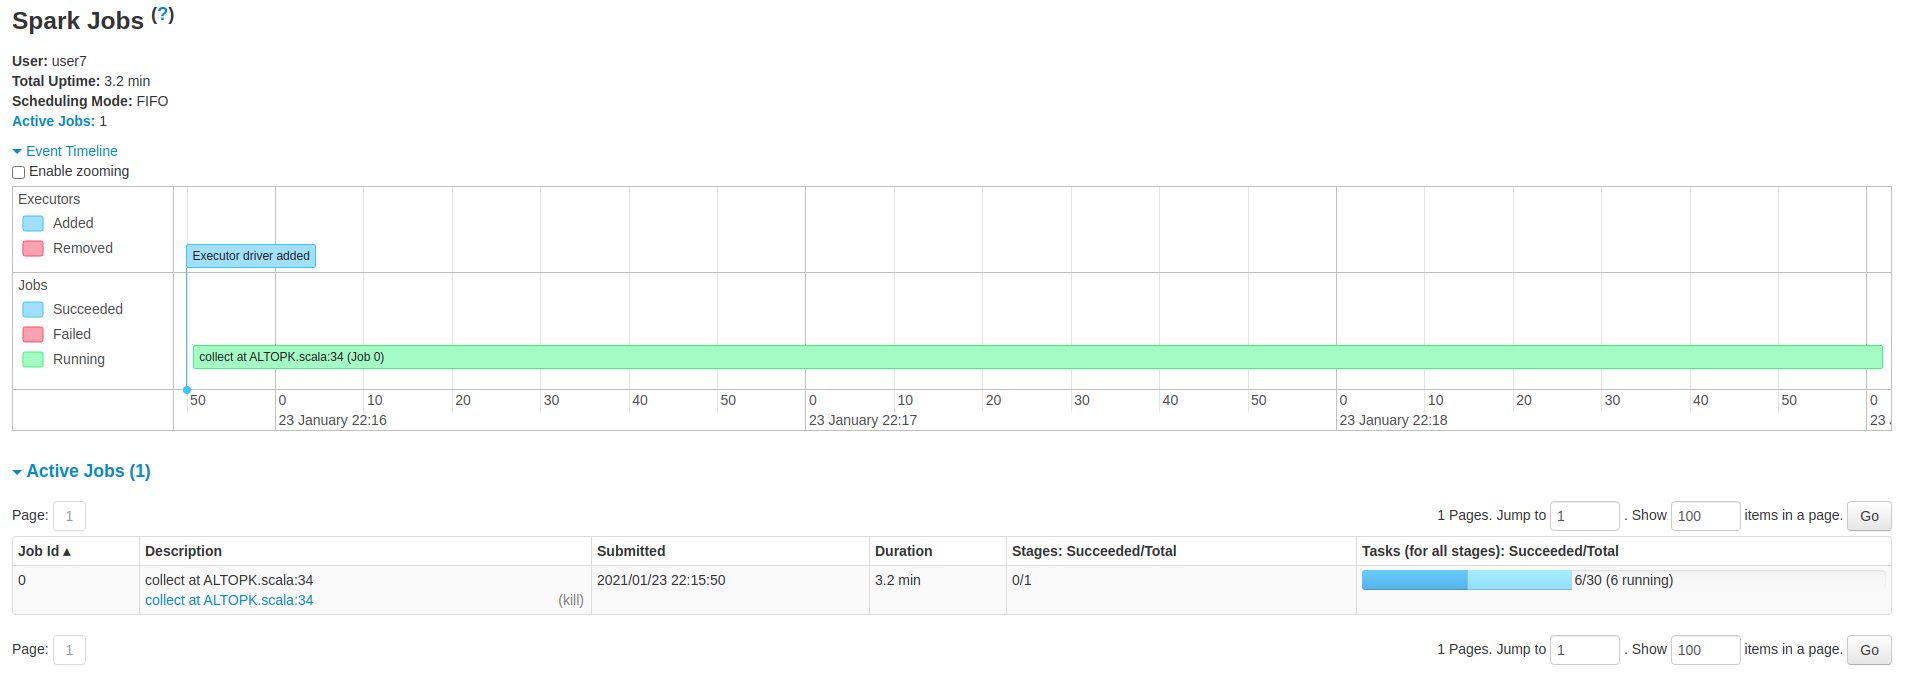 Spark Jobs (?)
User: user7
Total Uptime: 3.2 min
Scheduling Mode: FIFO
Active Jobs: 1
Event Timeline
Enable zooming
Executors
Added
Removed
Executor driver added
Jobs
Succeeded
Failed
Running
collect at ALTOPK.scala:34 (Job 0)
50 0 10 20 30 40 50 0 10 20 30 40 50 0 10 20 30 40 50 0
23 January 22:16 23 January 22:17 23 January 22:18 23
Active Jobs (1)
Page: 1 1 Pages. Jump to 1 . Show 100 items in a page. Go
Job Id▲ Description Submitted Duration Stages: Succeeded/Total Tasks (for all stages): Succeeded/Total
0 collect at ALTOPK.scala:34 2021/01/23 22:15:50 3.2 min 0/1 6/30 (6 running)
collect at ALTOPK.scala:34 (kill)
Page: 1 1 Pages. Jump to 1 . Show 100 items in a page. Go